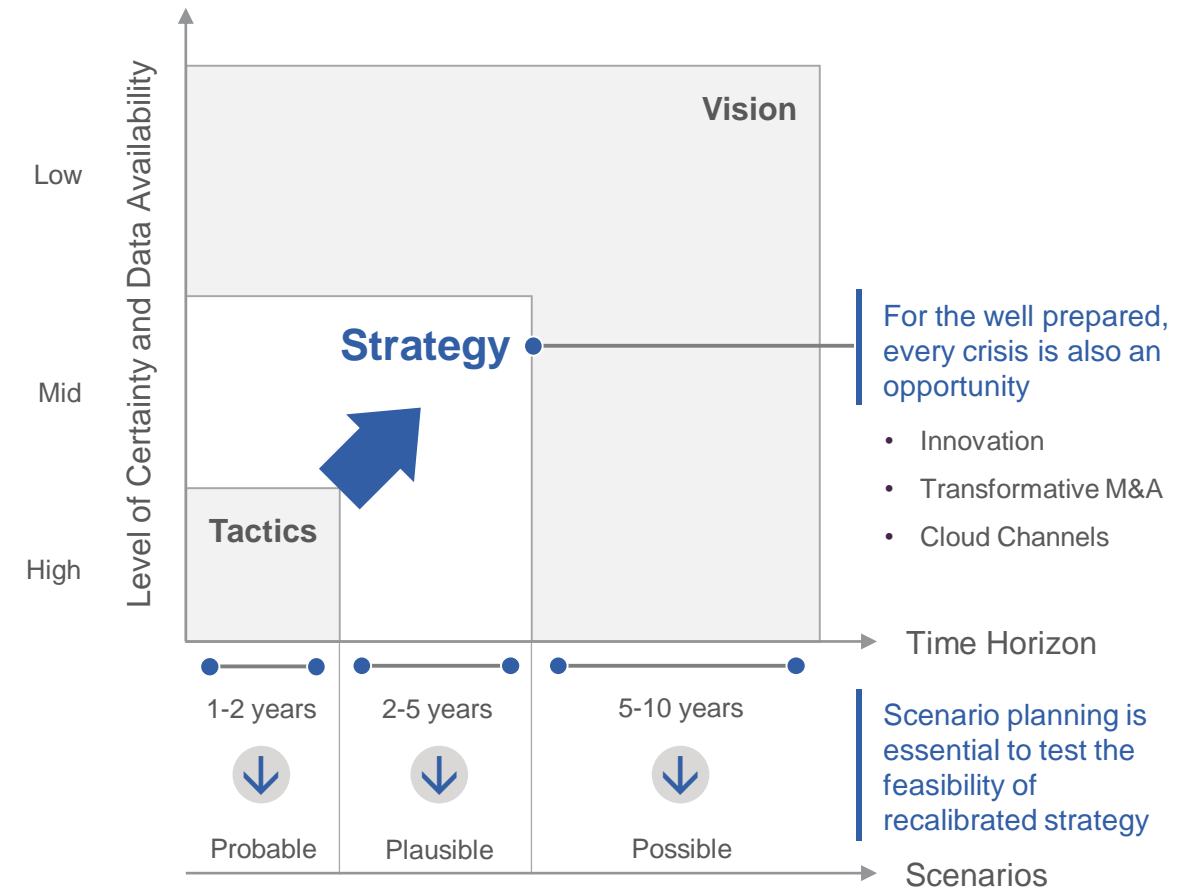 Level of Certainty and Data Availability
Low
Mid
High
Vision
Strategy
Tactics
For the well prepared,
every crisis is also an
opportunity
• Innovation
• Transformative M&A
• Cloud Channels
Time Horizon
1-2 years
2-5 years
5-10 years
Scenario planning is
essential to test the
feasibility of
recalibrated strategy
Probable
Plausible
Possible
Scenarios